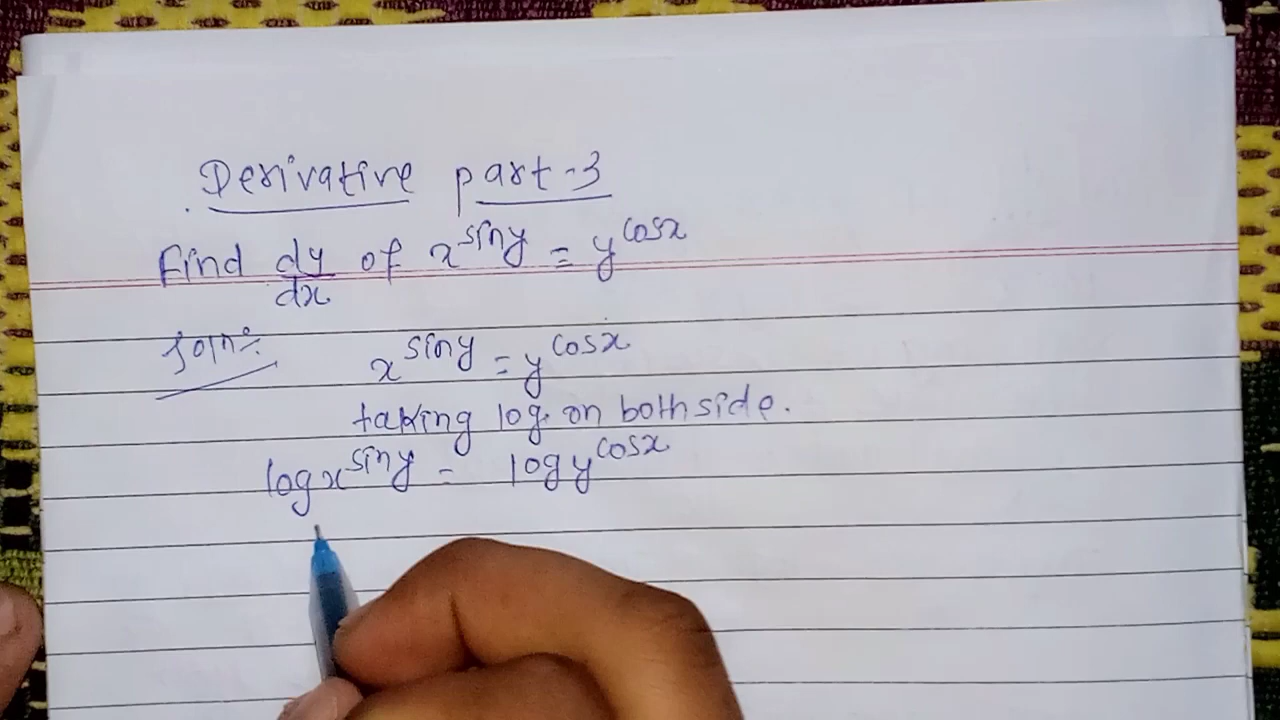 Derivative part-3
Find dy/dx of x^siny = y^cosx
Soln:
x^siny = y^cosx
taking log on both side.
log x^siny = log y^cosx